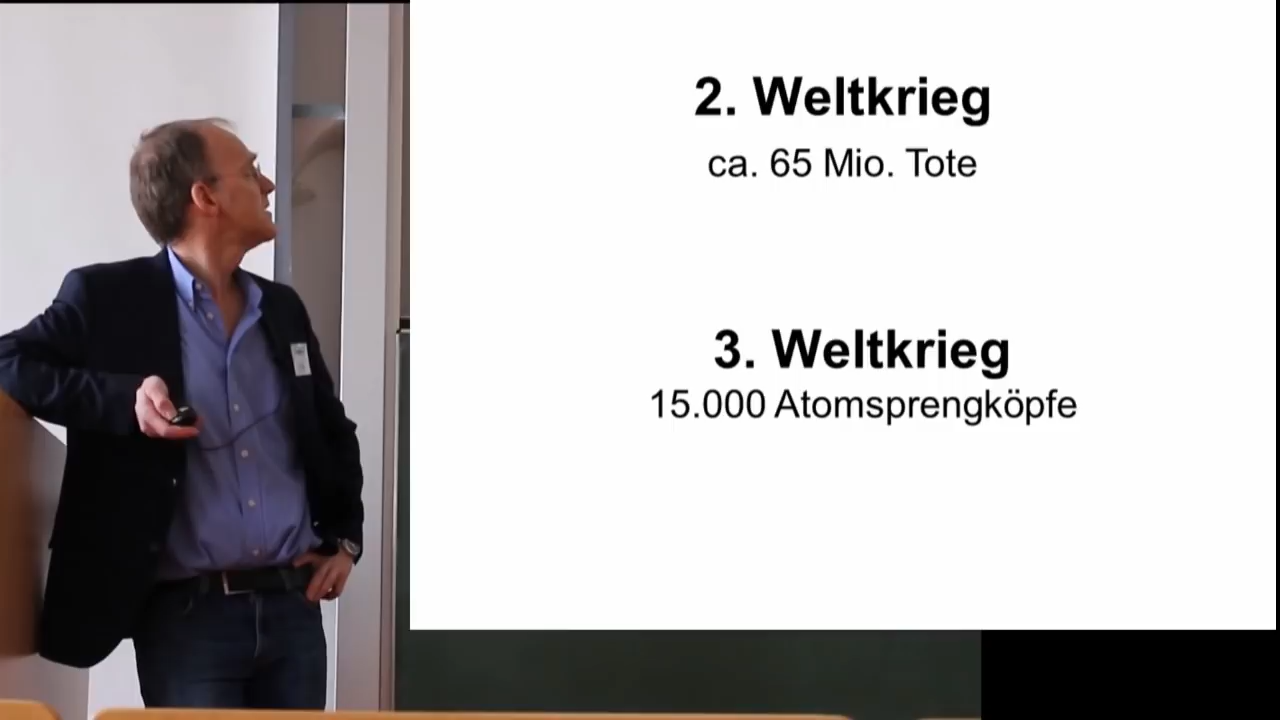 2. Weltkrieg
ca. 65 Mio. Tote
3. Weltkrieg
15.000 Atomsprengköpfe